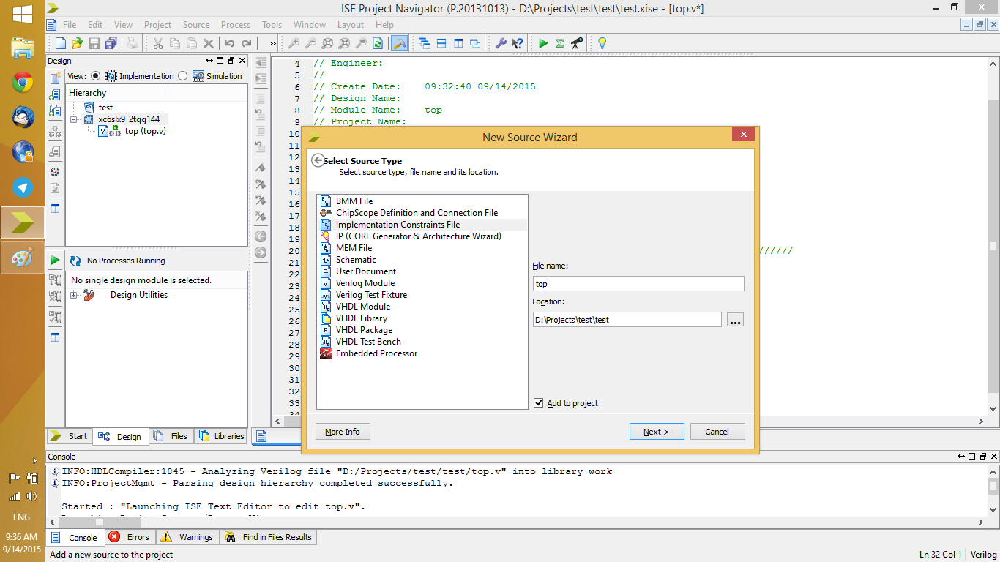 ISE Project Navigator (P.20131013) - D:\Projects\test\test\test.xise - [top.v*]
File Edit View Project Source Process Tools Window Layout Help
»
Design
View: Implementation Simulation
Hierarchy
test
xc6slx9-2tqg144
top (top.v)
No Processes Running
No single design module is selected.
Design Utilities
Start Design Files Libraries
4 // Engineer:
5 //
6 // Create Date: 09:32:40 09/14/2015
7 // Design Name:
8 // Module Name: top
9 // Project Name:
10
11
12
13
14
15
16
17
18
19
20 //////
21
22
23
24
25
26
27
28
29
30
31
32
33
34
New Source Wizard
Select Source Type
Select source type, file name and its location.
BMM File
ChipScope Definition and Connection File
Implementation Constraints File
IP (CORE Generator & Architecture Wizard)
MEM File
Schematic
User Document
Verilog Module
Verilog Test Fixture
VHDL Module
VHDL Library
VHDL Package
VHDL Test Bench
Embedded Processor
File name:
top
Location:
D:\Projects\test\test
...
Add to project
More Info Next > Cancel
Console
INFO:HDLCompiler:1845 - Analyzing Verilog file "D:/Projects/test/test/top.v" into library work
INFO:ProjectMgmt - Parsing design hierarchy completed successfully.
Started : "Launching ISE Text Editor to edit top.v".
Console Errors Warnings Find in Files Results
Add a new source to the project
Ln 32 Col 1 Verilog
ENG
9:36 AM
9/14/2015